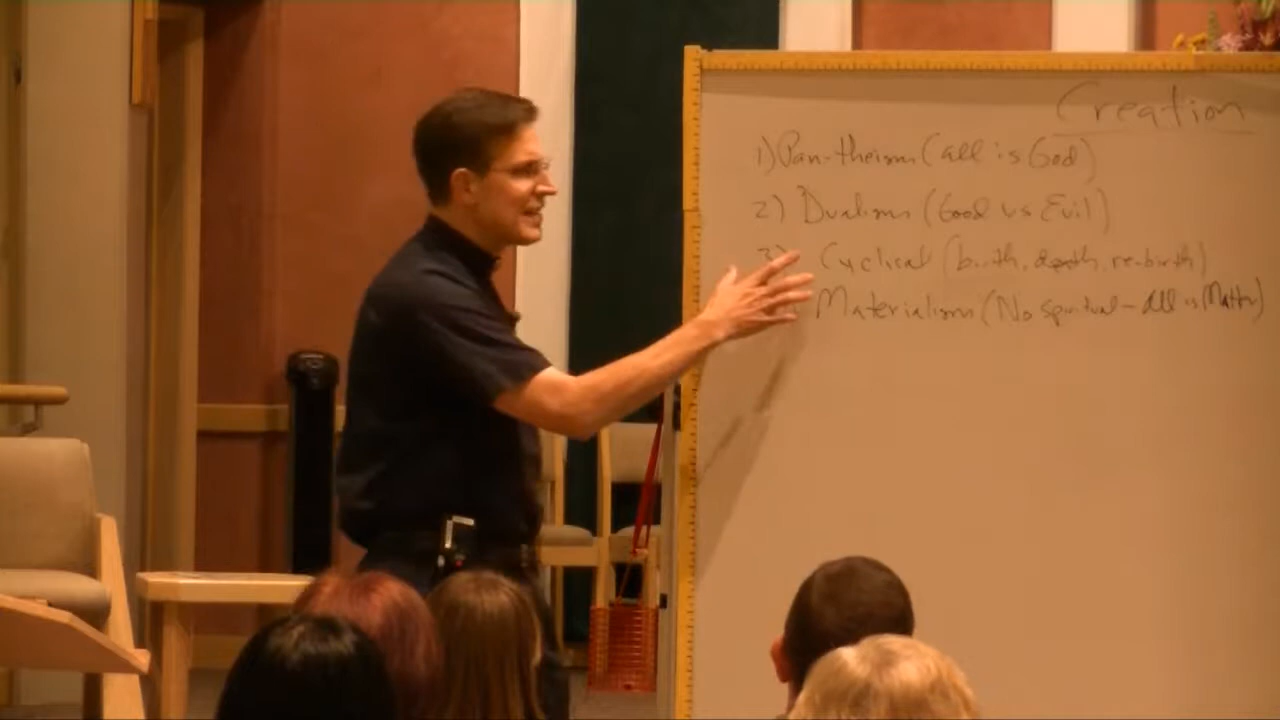 Creation
1) Pan-theism (all is God)
2) Dualism (Good vs Evil)
3) Cyclical (birth, death, re-birth)
Materialism (No spiritual - All is Matter)